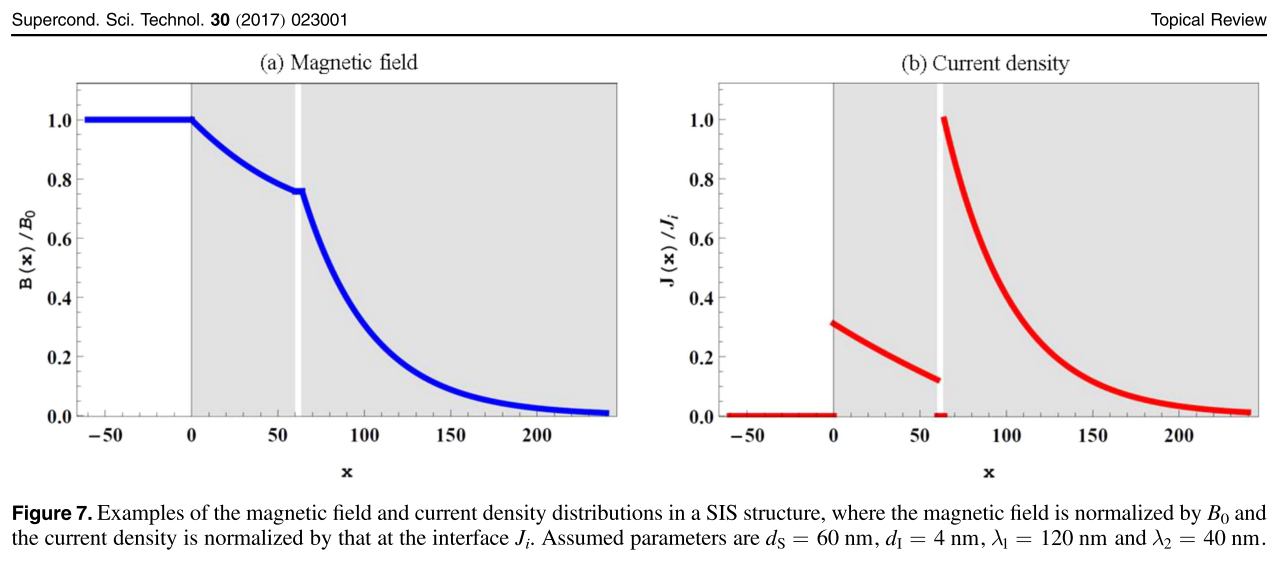 Supercond. Sci. Technol. 30 (2017) 023001 Topical Review
(a) Magnetic field
B(x)/B0
1.0
0.8
0.6
0.4
0.2
0.0
−50 0 50 100 150 200
x
(b) Current density
J(x)/Ji
1.0
0.8
0.6
0.4
0.2
0.0
−50 0 50 100 150 200
x
Figure 7. Examples of the magnetic field and current density distributions in a SIS structure, where the magnetic field is normalized by B0 and
the current density is normalized by that at the interface Ji. Assumed parameters are dS = 60 nm, dI = 4 nm, λ1 = 120 nm and λ2 = 40 nm.